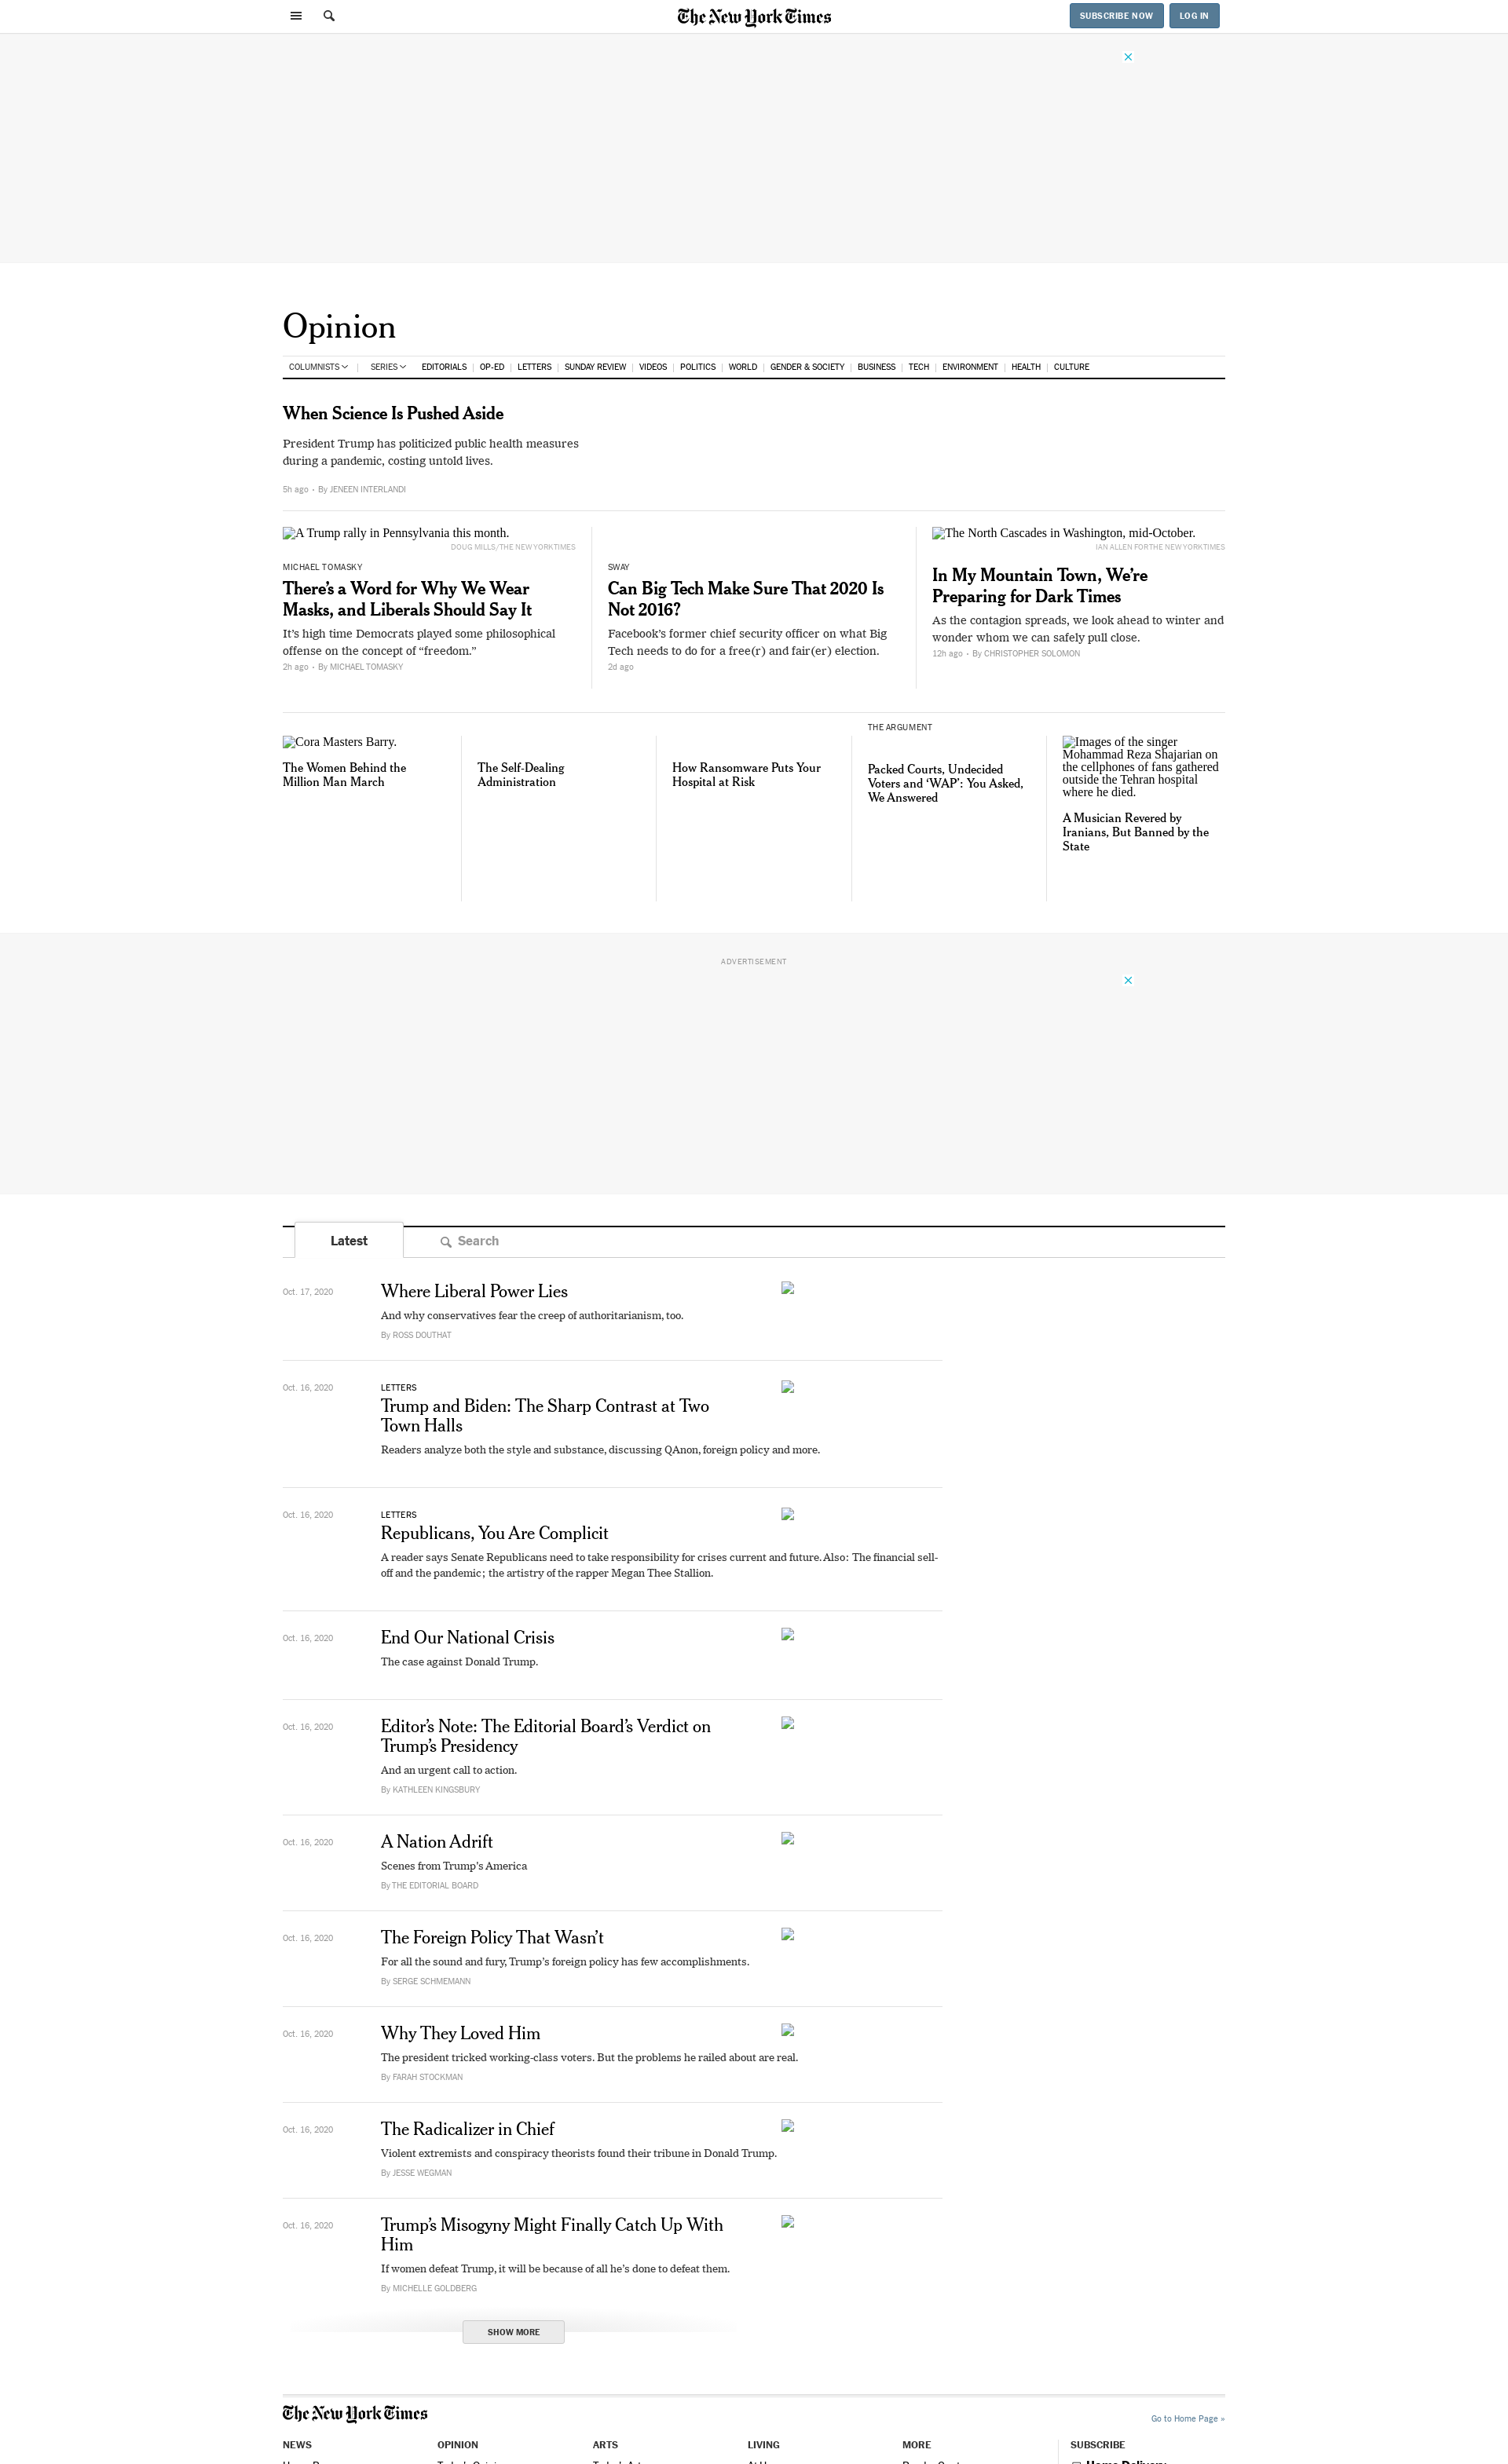 The New York Times
SUBSCRIBE NOW
LOG IN
Opinion
COLUMNISTS
SERIES
EDITORIALS
OP-ED
LETTERS
SUNDAY REVIEW
VIDEOS
POLITICS
WORLD
GENDER & SOCIETY
BUSINESS
TECH
ENVIRONMENT
HEALTH
CULTURE
When Science Is Pushed Aside
President Trump has politicized public health measures
during a pandemic, costing untold lives.
5h ago • By JENEEN INTERLANDI
A Trump rally in Pennsylvania this month.
DOUG MILLS/THE NEW YORK TIMES
MICHAEL TOMASKY
There’s a Word for Why We Wear
Masks, and Liberals Should Say It
It’s high time Democrats played some philosophical
offense on the concept of “freedom.”
2h ago • By MICHAEL TOMASKY
SWAY
Can Big Tech Make Sure That 2020 Is
Not 2016?
Facebook’s former chief security officer on what Big
Tech needs to do for a free(r) and fair(er) election.
2d ago
The North Cascades in Washington, mid-October.
IAN ALLEN FOR THE NEW YORK TIMES
In My Mountain Town, We’re
Preparing for Dark Times
As the contagion spreads, we look ahead to winter and
wonder whom we can safely pull close.
12h ago • By CHRISTOPHER SOLOMON
Cora Masters Barry.
The Women Behind the
Million Man March
The Self-Dealing
Administration
How Ransomware Puts Your
Hospital at Risk
THE ARGUMENT
Packed Courts, Undecided
Voters and ‘WAP’: You Asked,
We Answered
Images of the singer
Mohammad Reza Shajarian on
the cellphones of fans gathered
outside the Tehran hospital
where he died.
A Musician Revered by
Iranians, But Banned by the
State
ADVERTISEMENT
Latest
Search
Oct. 17, 2020
Where Liberal Power Lies
And why conservatives fear the creep of authoritarianism, too.
By ROSS DOUTHAT
Oct. 16, 2020
LETTERS
Trump and Biden: The Sharp Contrast at Two
Town Halls
Readers analyze both the style and substance, discussing QAnon, foreign policy and more.
Oct. 16, 2020
LETTERS
Republicans, You Are Complicit
A reader says Senate Republicans need to take responsibility for crises current and future. Also: The financial sell-
off and the pandemic; the artistry of the rapper Megan Thee Stallion.
Oct. 16, 2020
End Our National Crisis
The case against Donald Trump.
Oct. 16, 2020
Editor’s Note: The Editorial Board’s Verdict on
Trump’s Presidency
And an urgent call to action.
By KATHLEEN KINGSBURY
Oct. 16, 2020
A Nation Adrift
Scenes from Trump’s America
By THE EDITORIAL BOARD
Oct. 16, 2020
The Foreign Policy That Wasn’t
For all the sound and fury, Trump’s foreign policy has few accomplishments.
By SERGE SCHMEMANN
Oct. 16, 2020
Why They Loved Him
The president tricked working-class voters. But the problems he railed about are real.
By FARAH STOCKMAN
Oct. 16, 2020
The Radicalizer in Chief
Violent extremists and conspiracy theorists found their tribune in Donald Trump.
By JESSE WEGMAN
Oct. 16, 2020
Trump’s Misogyny Might Finally Catch Up With
Him
If women defeat Trump, it will be because of all he’s done to defeat them.
By MICHELLE GOLDBERG
SHOW MORE
The New York Times
Go to Home Page »
NEWS
OPINION
ARTS
LIVING
MORE
SUBSCRIBE